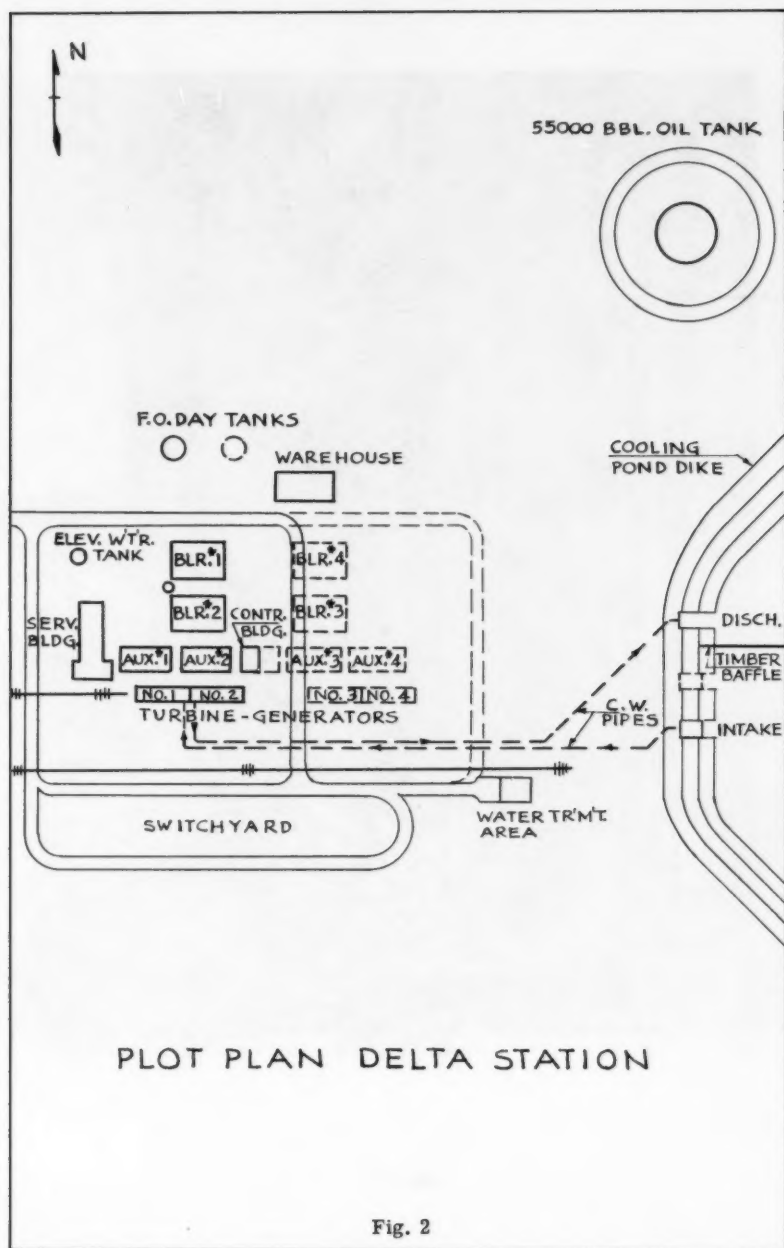 N
55000 BBL. OIL TANK
F.O. DAY TANKS
WAREHOUSE
COOLING
POND DIKE
ELEV. W'T'R.
TANK
BLR.#1
BLR.#4
BLR.#2
CONTR.
BLDG.
BLR.#3
SERV.
BLDG.
DISCH.
AUX.#1
AUX.#2
AUX.#3
AUX.#4
TIMBER
BAFFLE
NO. 1
NO. 2
NO. 3
NO. 4
TURBINE-GENERATORS
C.W.
PIPES
INTAKE
SWITCHYARD
WATER TR'M'T.
AREA
PLOT PLAN DELTA STATION
Fig. 2